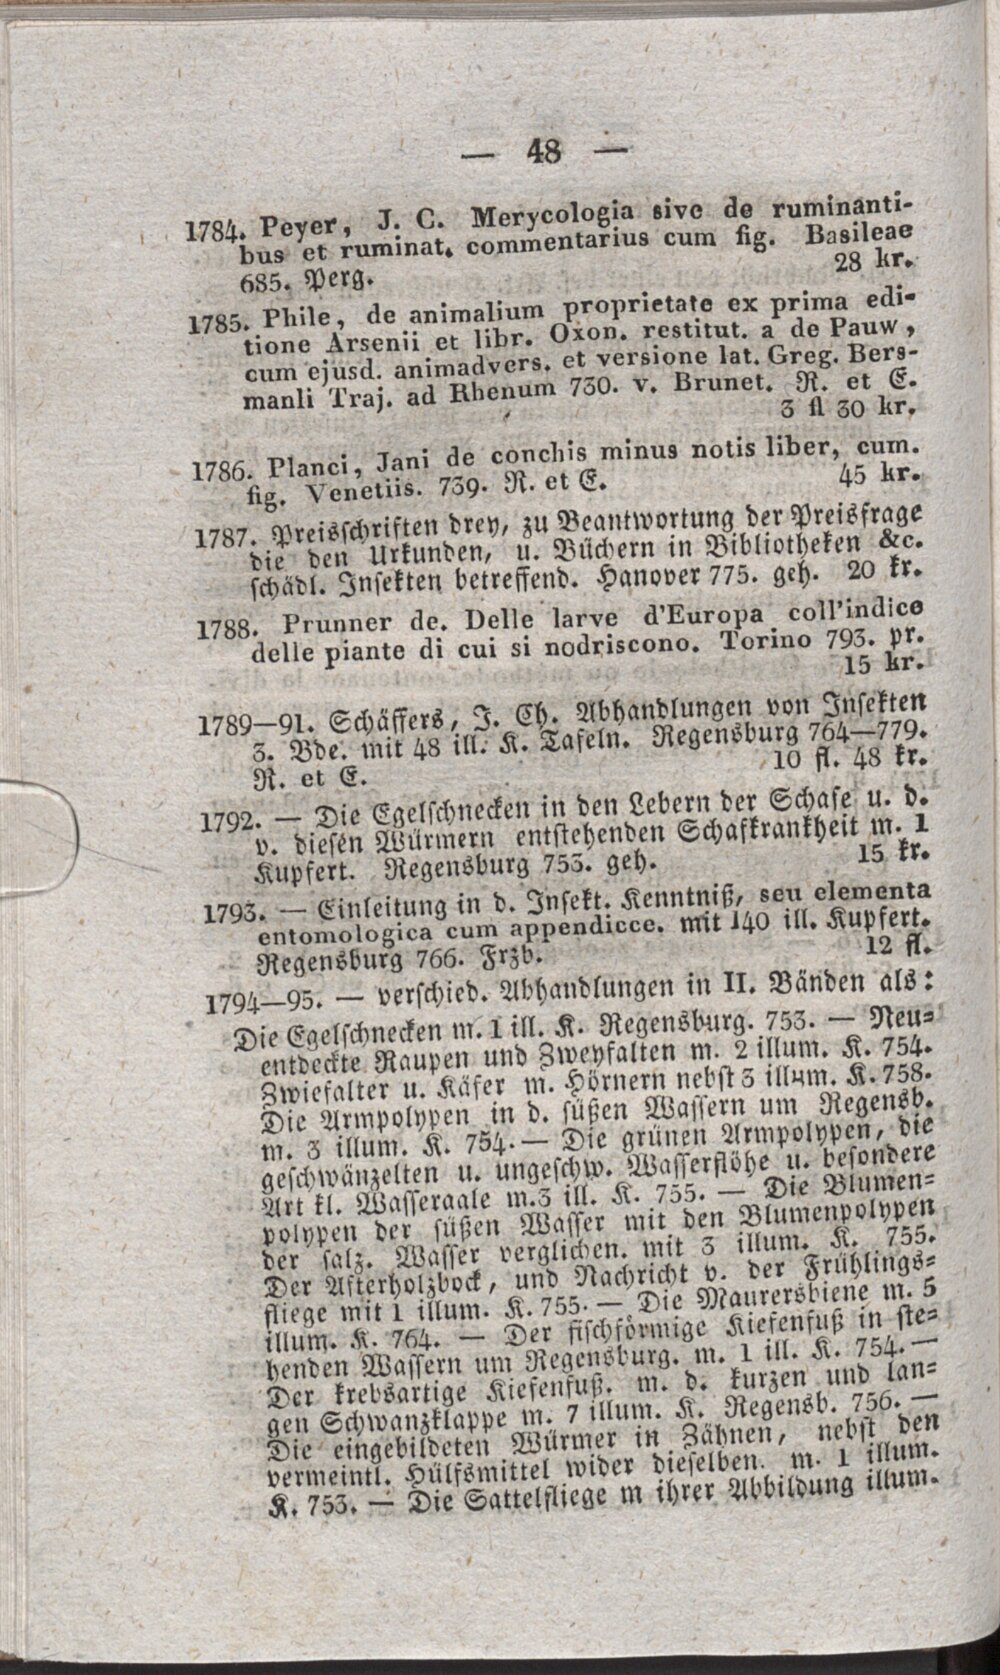 — 48 —
1784. Peyer, J. C. Merycologia sive de ruminanti-
bus et ruminat. commentarius cum fig. Basileae
685. Perg. 28 kr.
1785. Phile, de animalium proprietate ex prima edi-
tione Arsenii et libr. Oxon. restitut. a de Pauw,
cum ejusd. animadvers. et versione lat. Greg. Bers-
manli Traj. ad Rhenum 730. v. Brunet. R. et E.
3 fl 30 kr.
1786. Planci, Jani de conchis minus notis liber, cum.
fig. Venetiis. 739. R. et E. 45 kr.
1787. Preisschriften drey, zu Beantwortung der Preisfrage
die den Urkunden, u. Büchern in Bibliotheken &c.
schädl. Insekten betreffend. Hanover 775. geh. 20 kr.
1788. Prunner de. Delle larve d'Europa coll'indice
delle piante di cui si nodriscono. Torino 793. pr.
15 kr.
1789—91. Schäffers, J. Ch. Abhandlungen von Insekten
3. Bde. mit 48 ill. K. Tafeln. Regensburg 764—779.
R. et E. 10 fl. 48 kr.
1792. — Die Egelschnecken in den Lebern der Schafe u. d.
v. diesen Würmern entstehenden Schafkrankheit m. 1
Kupfert. Regensburg 753. geh. 15 kr.
1793. — Einleitung in d. Insekt. Kenntniß, seu elementa
entomologica cum appendicce. mit 140 ill. Kupfert.
Regensburg 766. Frzb. 12 fl.
1794—95. — verschied. Abhandlungen in II. Bänden als:
Die Egelschnecken m. 1 ill. K. Regensburg. 753. — Neu-
entdeckte Raupen und Zweyfalten m. 2 illum. K. 754.
Zwiefalter u. Käfer m. Hörnern nebst 3 illum. K. 758.
Die Armpolypen in d. süßen Wassern um Regensb.
m. 3 illum. K. 754. — Die grünen Armpolypen, die
geschwänzelten u. ungeschw. Wasserflöhe u. besondere
Art kl. Wasseraale m. 3 ill. K. 755. — Die Blumen-
polypen der süßen Wasser mit den Blumenpolypen
der salz. Wasser verglichen. mit 3 illum. K. 755.
Der Afterholzbock, und Nachricht v. der Frühlings-
fliege mit 1 illum. K. 755. — Die Maurersbiene m. 5
illum. K. 764. — Der fischförmige Kiefenfuß in ste-
henden Wassern um Regensburg. m. 1 ill. K. 754. —
Der krebsartige Kiefenfuß. m. d. kurzen und lan-
gen Schwanzklappe m. 7 illum. K. Regensb. 756. —
Die eingebildeten Würmer in Zähnen, nebst den
vermeintl. Hülfsmittel wider dieselben. m. 1 illum.
K. 753. — Die Sattelfliege m ihrer Abbildung illum.